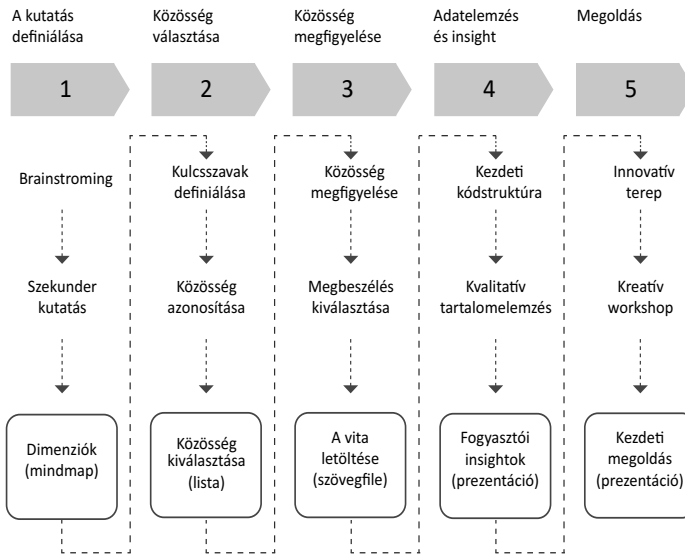 A kutatás
definiálása
Közösség
választása
Közösség
megfigyelése
Adatelemzés
és insight
Megoldás
1
2
3
4
5
Brainstroming
Kulcsszavak
definiálása
Közösség
megfigyelése
Kezdeti
kódstruktúra
Innovatív
terep
Szekunder
kutatás
Közösség
azonosítása
Megbeszélés
kiválasztása
Kvalitatív
tartalomelemzés
Kreatív
workshop
Dimenziók
(mindmap)
Közösség
kiválasztása
(lista)
A vita
letöltése
(szövegfile)
Fogyasztói
insightok
(prezentáció)
Kezdeti
megoldás
(prezentáció)